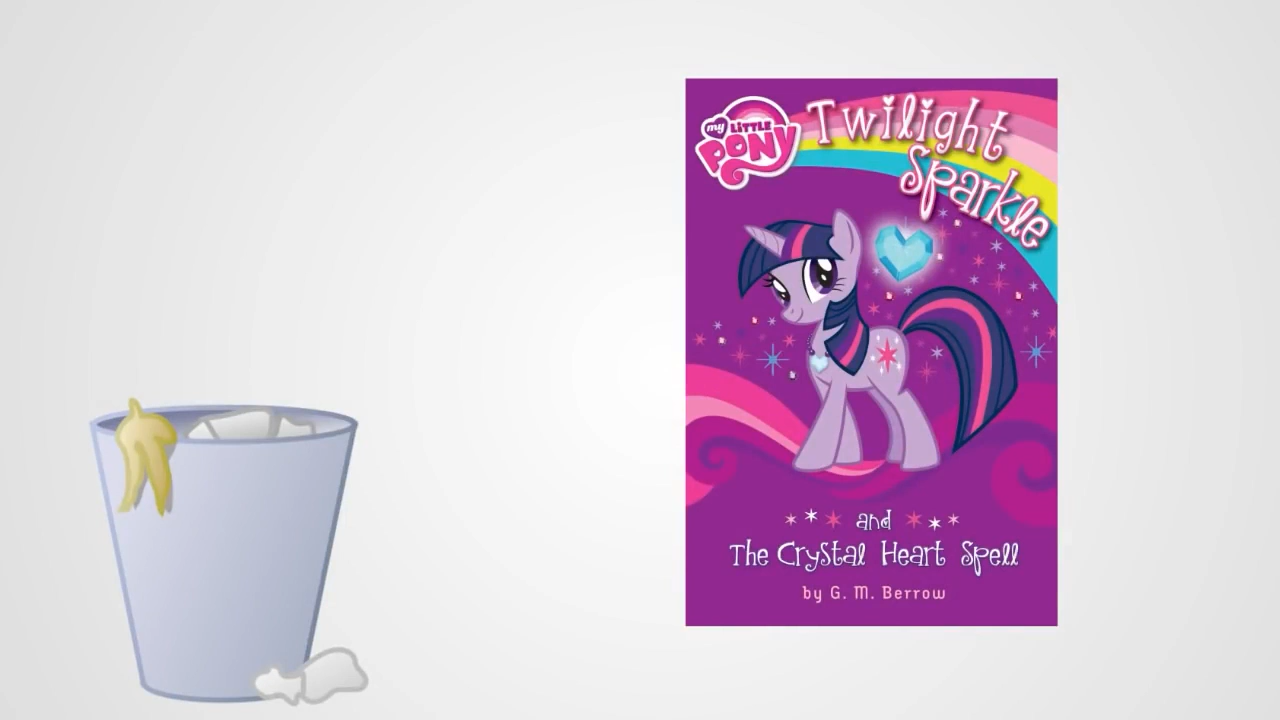 my LITTLE
PONY
Twilight
Sparkle
and
The Crystal Heart Spell
by G. M. Berrow